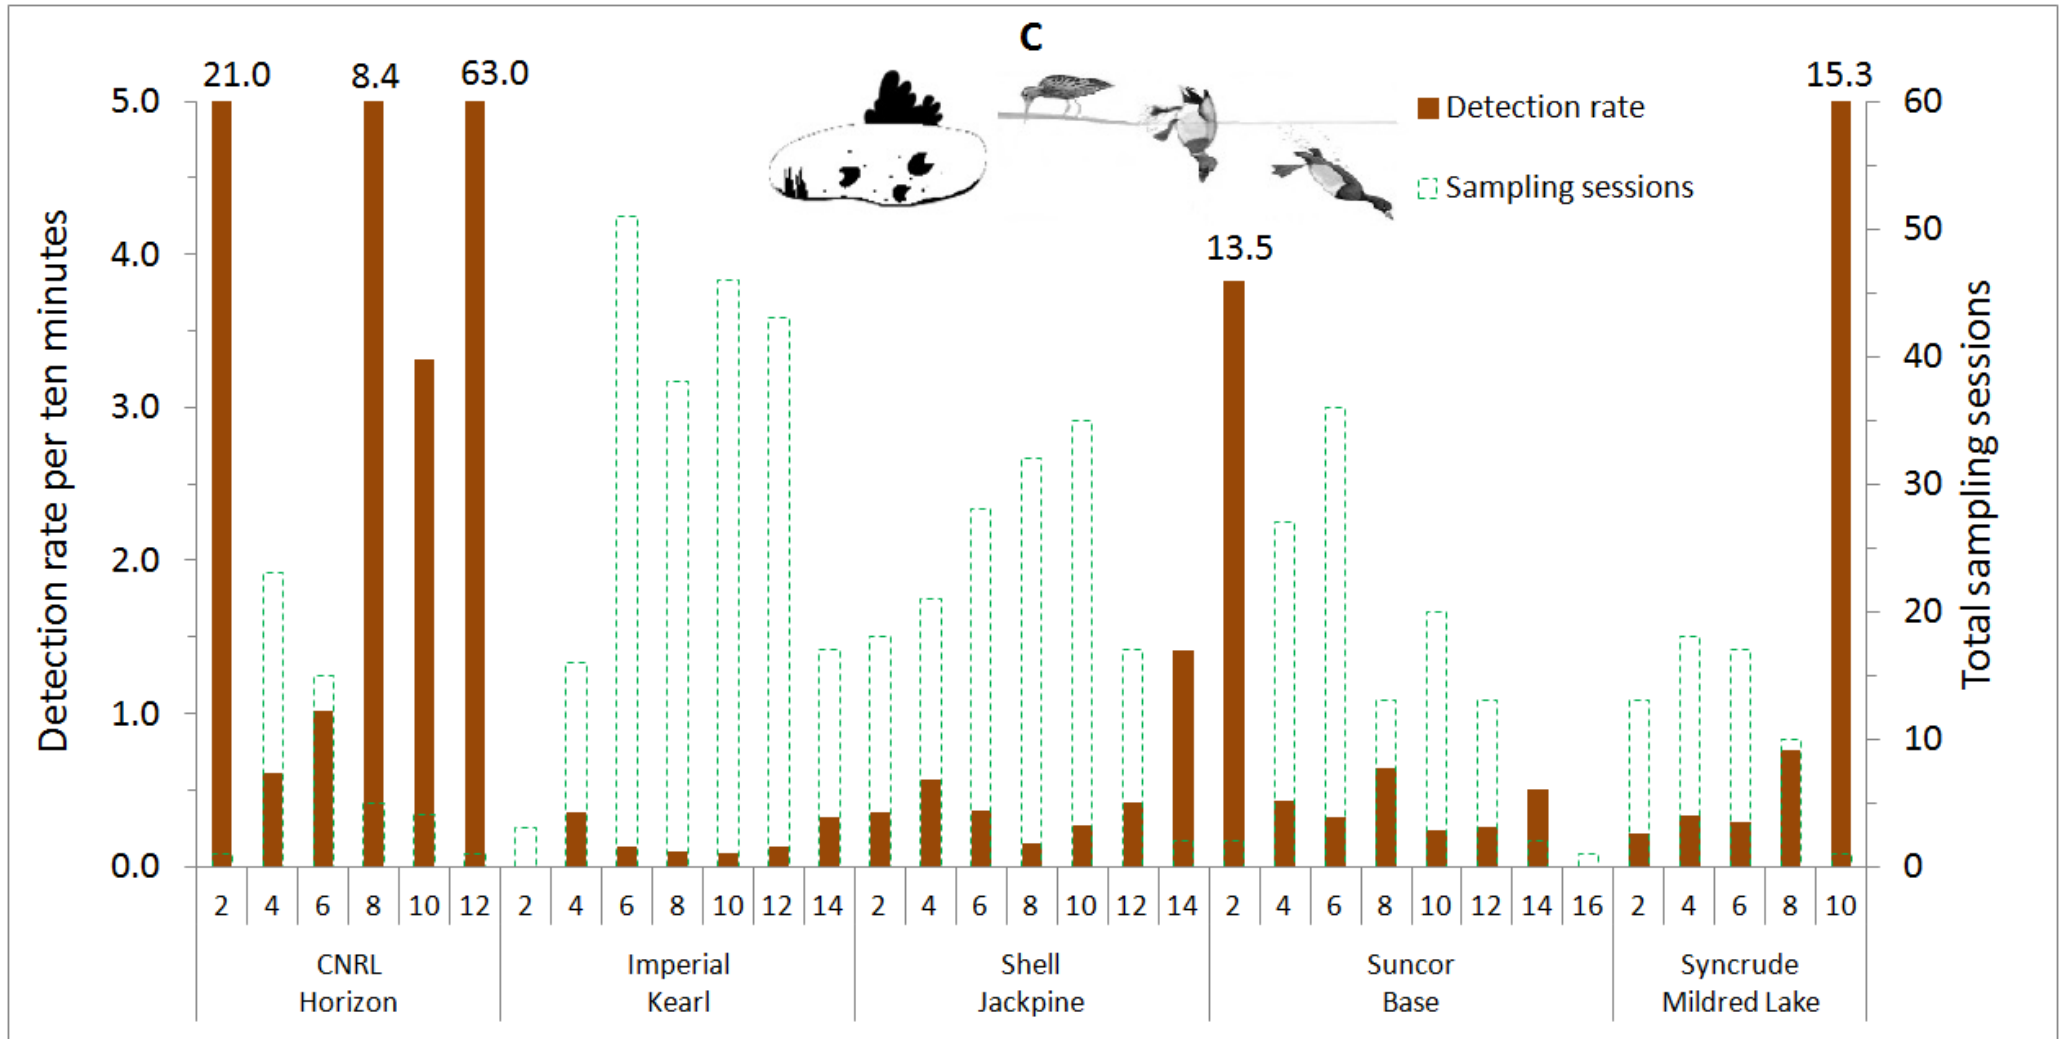 C
21.0
8.4
63.0
13.5
15.3
Detection rate
Sampling sessions
Detection rate per ten minutes
5.0
4.0
3.0
2.0
1.0
0.0
60
50
40
30
20
10
0
Total sampling sessions
2 4 6 8 10 12 2 4 6 8 10 12 14 2 4 6 8 10 12 14 2 4 6 8 10 12 14 16 2 4 6 8 10
CNRL
Horizon
Imperial
Kearl
Shell
Jackpine
Suncor
Base
Syncrude
Mildred Lake